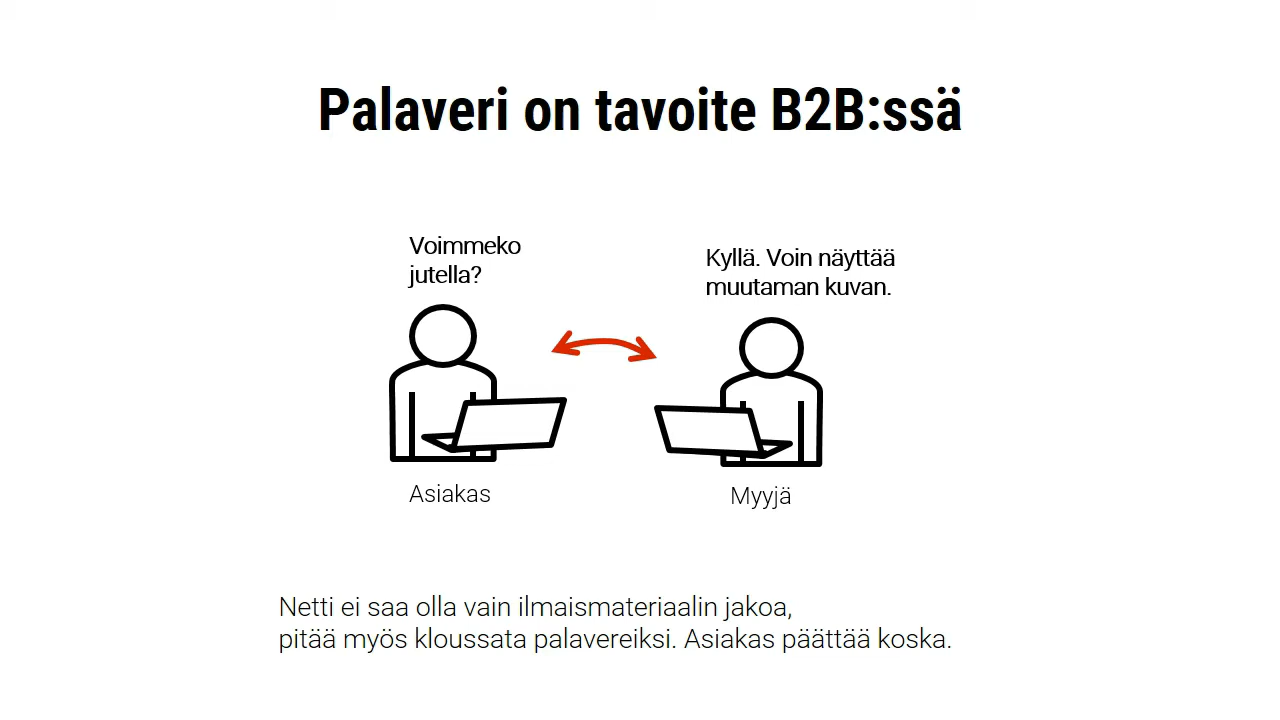 Palaveri on tavoite B2B:ssä
Voimmeko
jutella?
Kyllä. Voin näyttää
muutaman kuvan.
Asiakas
Myyjä
Netti ei saa olla vain ilmaismateriaalin jakoa,
pitää myös kloussata palavereiksi. Asiakas päättää koska.